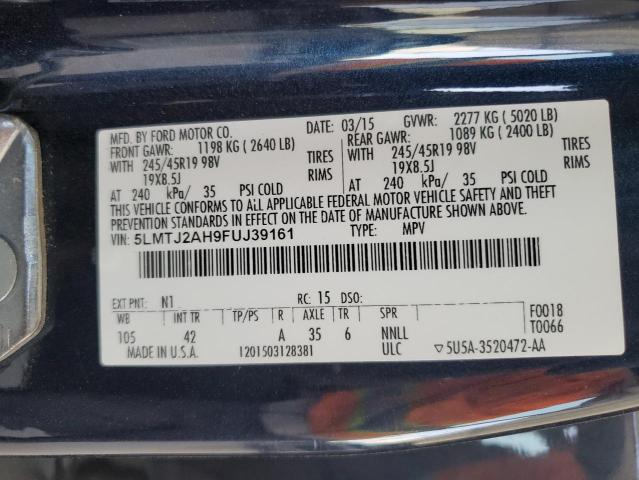 MFD. BY FORD MOTOR CO. DATE: 03/15 GVWR: 2277 KG ( 5020 LB)
FRONT GAWR: 1198 KG ( 2640 LB) REAR GAWR: 1089 KG ( 2400 LB)
WITH 245/45R19 98V TIRES WITH 245/45R19 98V TIRES
19X8.5J RIMS 19X8.5J RIMS
AT 240 kPa/ 35 PSI COLD AT 240 kPa/ 35 PSI COLD
THIS VEHICLE CONFORMS TO ALL APPLICABLE FEDERAL MOTOR VEHICLE SAFETY AND THEFT
PREVENTION STANDARDS IN EFFECT ON THE DATE OF MANUFACTURE SHOWN ABOVE.
VIN: 5LMTJ2AH9FUJ39161 TYPE: MPV
EXT PNT: N1 RC: 15 DSO:
WB INT TR TP/PS R AXLE TR SPR F0018
105 42 A 35 6 NNLL T0066
MADE IN U.S.A. 1201503128381 ULC ▽5U5A-3520472-AA